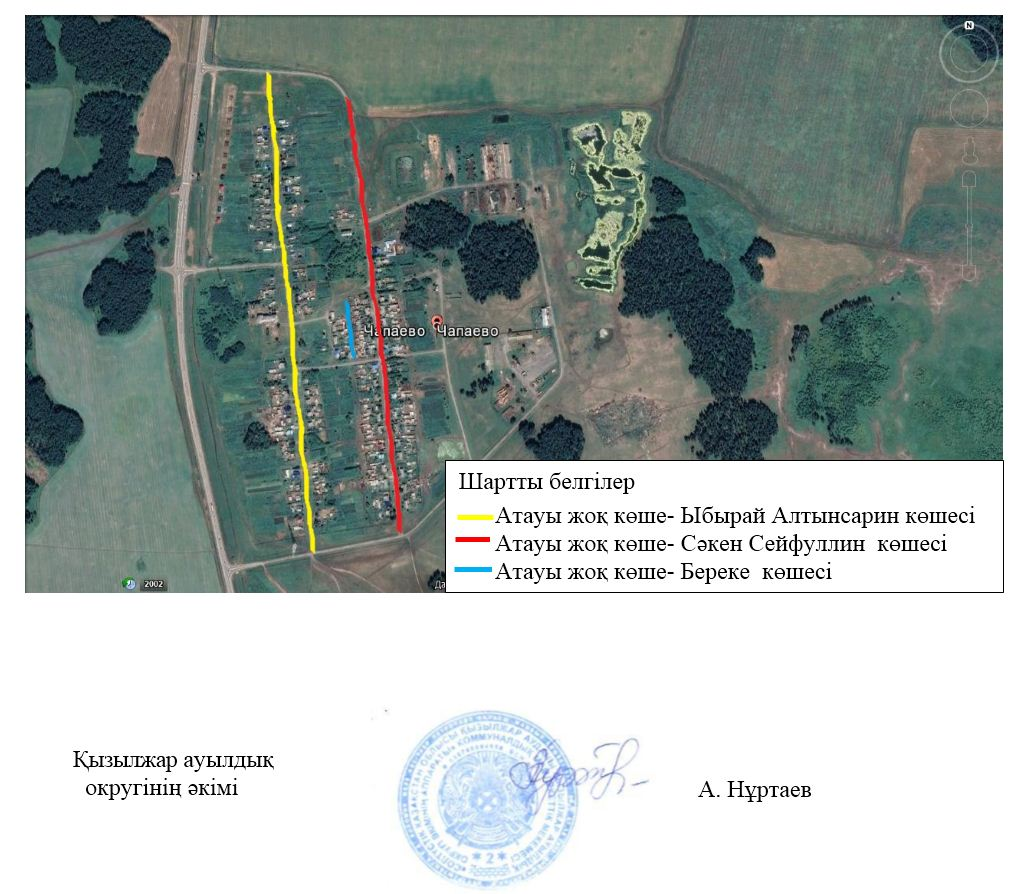 N
Чапаево Чапаево
Шартты белгілер
Атауы жоқ көше- Ыбырай Алтынсарин көшесі
Атауы жоқ көше- Сәкен Сейфуллин көшесі
Атауы жоқ көше- Береке көшесі
2002
Қызылжар ауылдық
округінің әкімі
А. Нұртаев
2